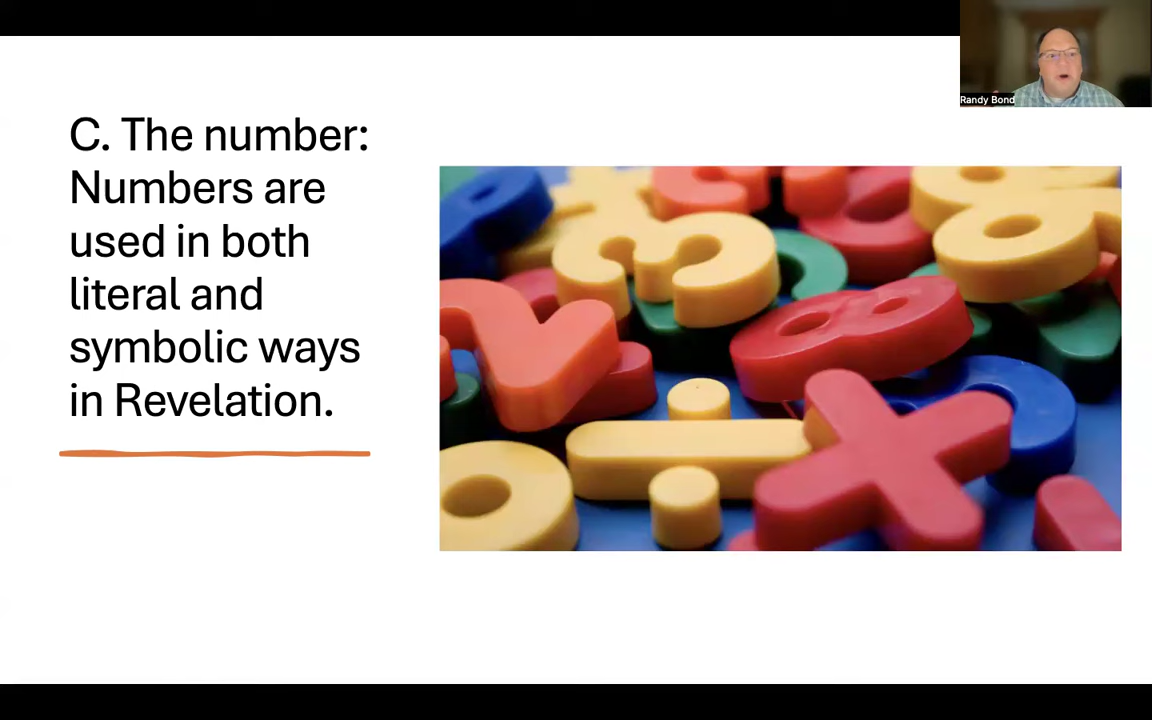 Randy Bond
C. The number:
Numbers are
used in both
literal and
symbolic ways
in Revelation.